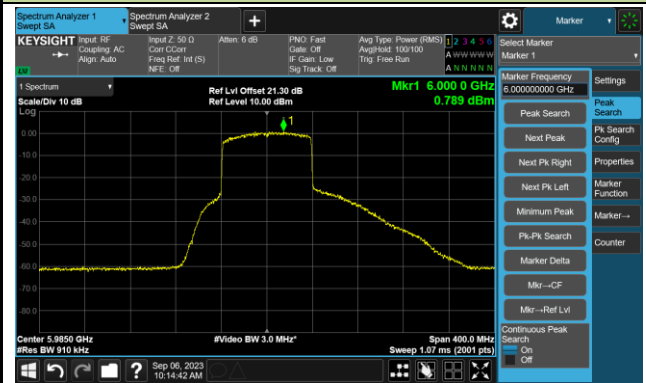 Spectrum Analyzer 1
Swept SA
Spectrum Analyzer 2
Swept SA
+
Marker
KEYSIGHT
Input: RF
Coupling: AC
Align: Auto
Input Z: 50 Ω
Corr CCorr
Freq Ref: Int (S)
NFE: Off
Atten: 6 dB
PNO: Fast
Gate: Off
IF Gain: Low
Sig Track: Off
Avg Type: Power (RMS)
Avg|Hold: 100/100
Trig: Free Run
1 2 3 4 5 6
A W W W W W
A N N N N N
Select Marker
Marker 1
1 Spectrum
Scale/Div 10 dB
Log
Ref Lvl Offset 21.30 dB
Ref Level 10.00 dBm
Mkr1 6.000 0 GHz
0.789 dBm
1
0.00
-10.0
-20.0
-30.0
-40.0
-50.0
-60.0
-70.0
-80.0
Center 5.9850 GHz
#Res BW 910 kHz
#Video BW 3.0 MHz*
Span 400.0 MHz
Sweep 1.07 ms (2001 pts)
Marker Frequency
6.000000000 GHz
Peak Search
Next Peak
Next Pk Right
Next Pk Left
Minimum Peak
Pk-Pk Search
Marker Delta
Mkr→CF
Mkr→Ref Lvl
Continuous Peak
Search
On
Off
Settings
Peak
Search
Pk Search
Config
Properties
Marker
Function
Marker→
Counter
?
Sep 06, 2023
10:14:42 AM